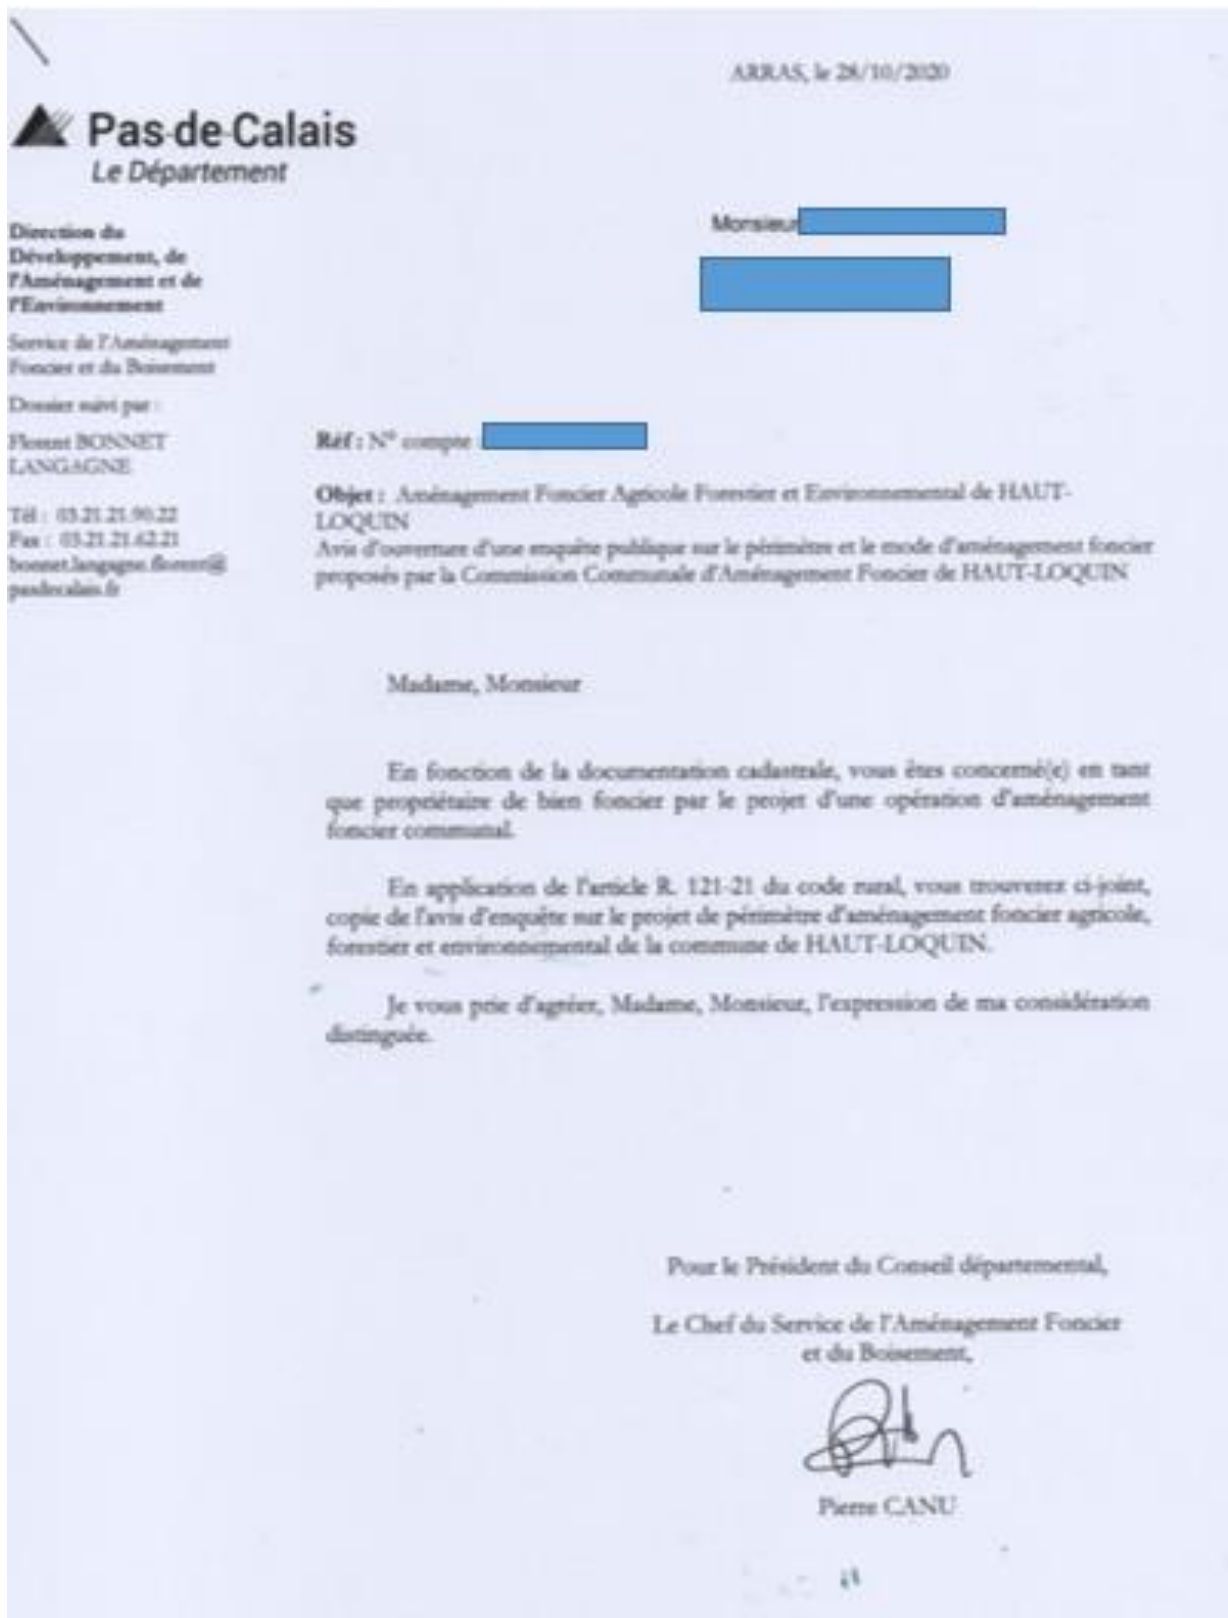 ARRAS, le 28/10/2020
Pas-de-Calais
Le Département
Direction du
Développement, de
l'Aménagement et de
l'Environnement
Service de l'Aménagement
Foncier et du Boisement
Dossier suivi par :
Florent BONNET
LANGAGNE
Tél : 03.21.21.90.22
Fax : 03.21.21.62.21
bonnet.langagne.florent@
pasdecalais.fr
Monsieur
Réf : N° compte
Objet : Aménagement Foncier Agricole Forestier et Environnemental de HAUT-
LOQUIN
Avis d'ouverture d'une enquête publique sur le périmètre et le mode d'aménagement foncier
proposés par la Commission Communale d'Aménagement Foncier de HAUT-LOQUIN
Madame, Monsieur
En fonction de la documentation cadastrale, vous êtes concerné(e) en tant
que propriétaire de bien foncier par le projet d'une opération d'aménagement
foncier communal.
En application de l'article R. 121-21 du code rural, vous trouverez ci-joint,
copie de l'avis d'enquête sur le projet de périmètre d'aménagement foncier agricole,
forestier et environnemental de la commune de HAUT-LOQUIN.
Je vous prie d'agréer, Madame, Monsieur, l'expression de ma considération
distinguée.
Pour le Président du Conseil départemental,
Le Chef du Service de l'Aménagement Foncier
et du Boisement,
Pierre CANU